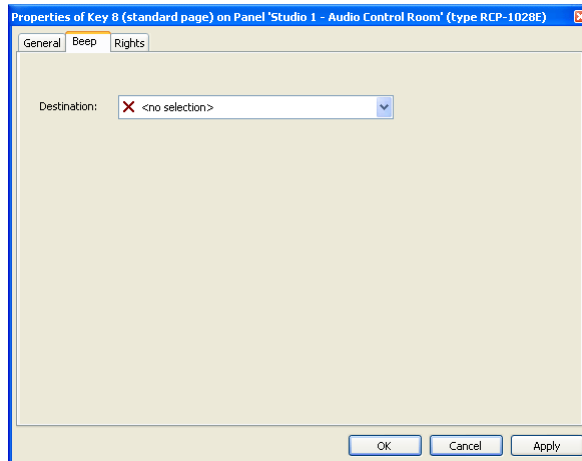 Properties of Key 8 (standard page) on Panel 'Studio 1 - Audio Control Room' (type RCP-1028E)
General Beep Rights
Destination: <no selection>
OK Cancel Apply